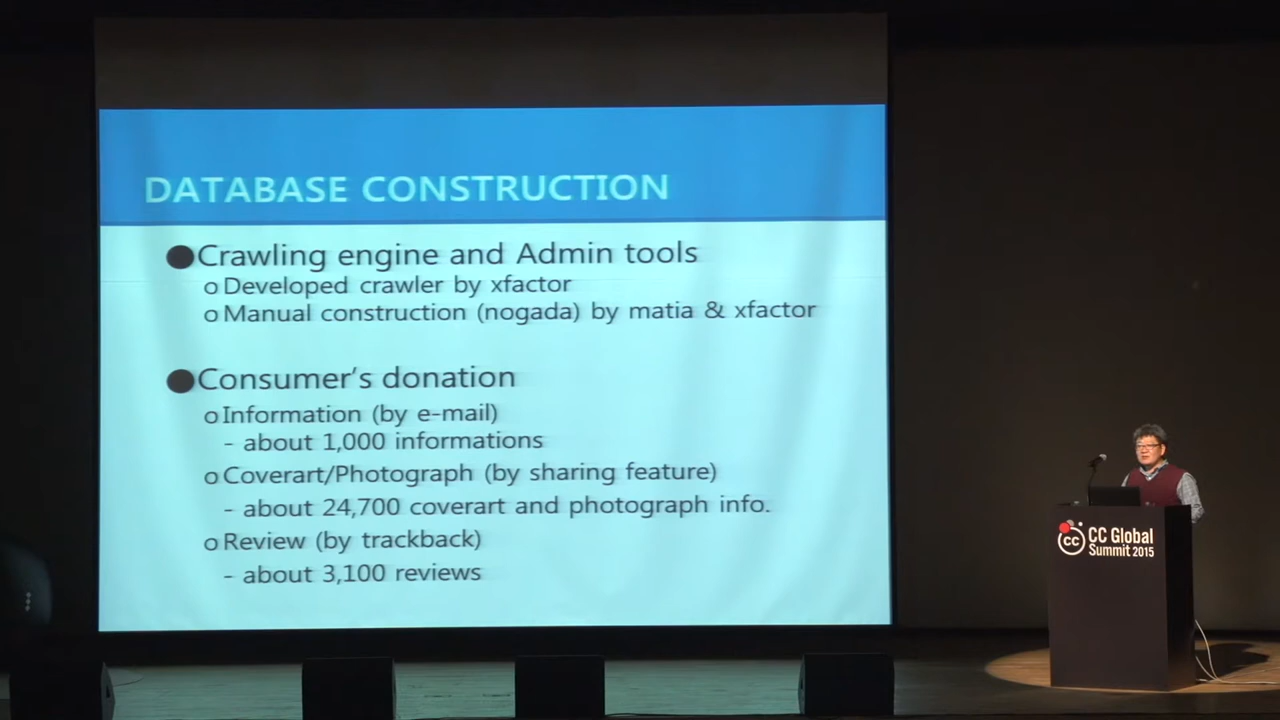 DATABASE CONSTRUCTION
●Crawling engine and Admin tools
o Developed crawler by xfactor
o Manual construction (nogada) by matia & xfactor
●Consumer's donation
o Information (by e-mail)
- about 1,000 informations
o Coverart/Photograph (by sharing feature)
- about 24,700 coverart and photograph info.
o Review (by trackback)
- about 3,100 reviews
cc CC Global
Summit 2015